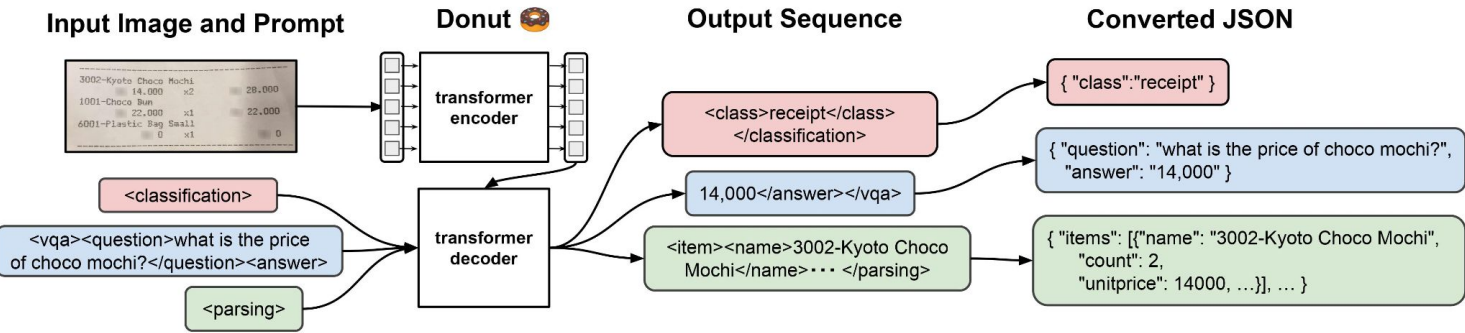 Input Image and Prompt
Donut 🍩
Output Sequence
Converted JSON
3002-Kyoto Choco Mochi
14.000 x2 28.000
1001-Choco Bun
22.000 x1 22.000
6001-Plastic Bag Small
0 x1 0
transformer
encoder
<classification>
<vqa><question>what is the price
of choco mochi?</question><answer>
<parsing>
transformer
decoder
<class>receipt</class>
</classification>
14,000</answer></vqa>
<item><name>3002-Kyoto Choco
Mochi</name>··· </parsing>
{ "class":"receipt" }
{ "question": "what is the price of choco mochi?",
"answer": "14,000" }
{ "items": [{"name": "3002-Kyoto Choco Mochi",
"count": 2,
"unitprice": 14000, …}], … }